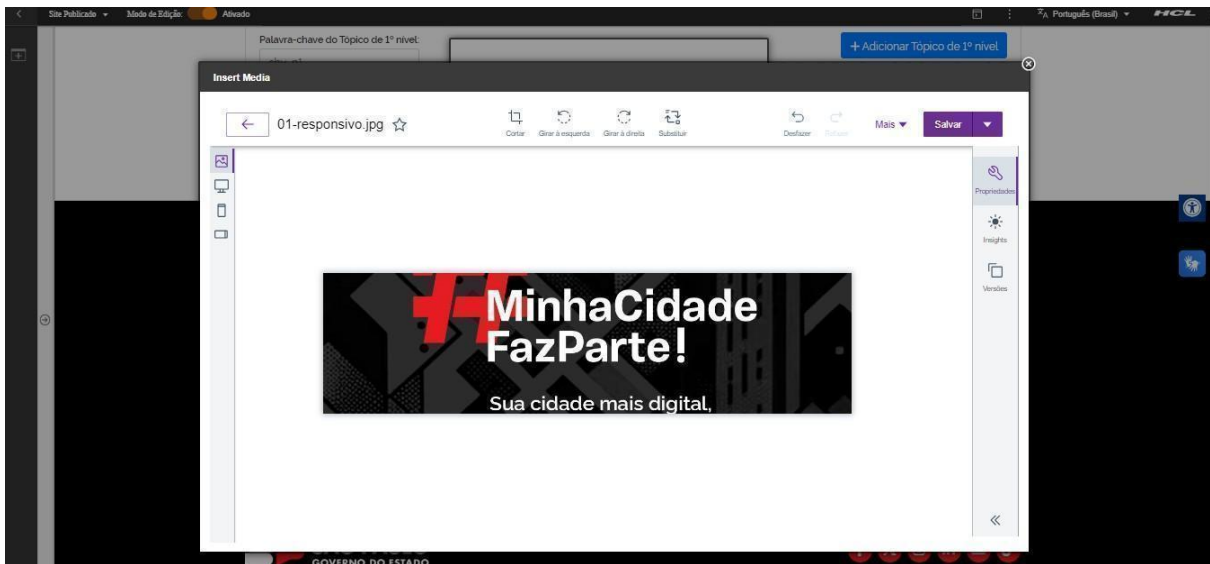 Site Publicado
Modo de Edição:
Ativado
Português (Brasil)
HCL
Palavra-chave do Tópico de 1º nível:
+ Adicionar Tópico de 1º nível
Insert Media
01-responsivo.jpg
Cortar
Girar à esquerda
Girar à direita
Substituir
Desfazer
Mais
Salvar
Propriedades
Insights
Versões
#MinhaCidade
FazParte!
Sua cidade mais digital,
GOVERNO DO ESTADO